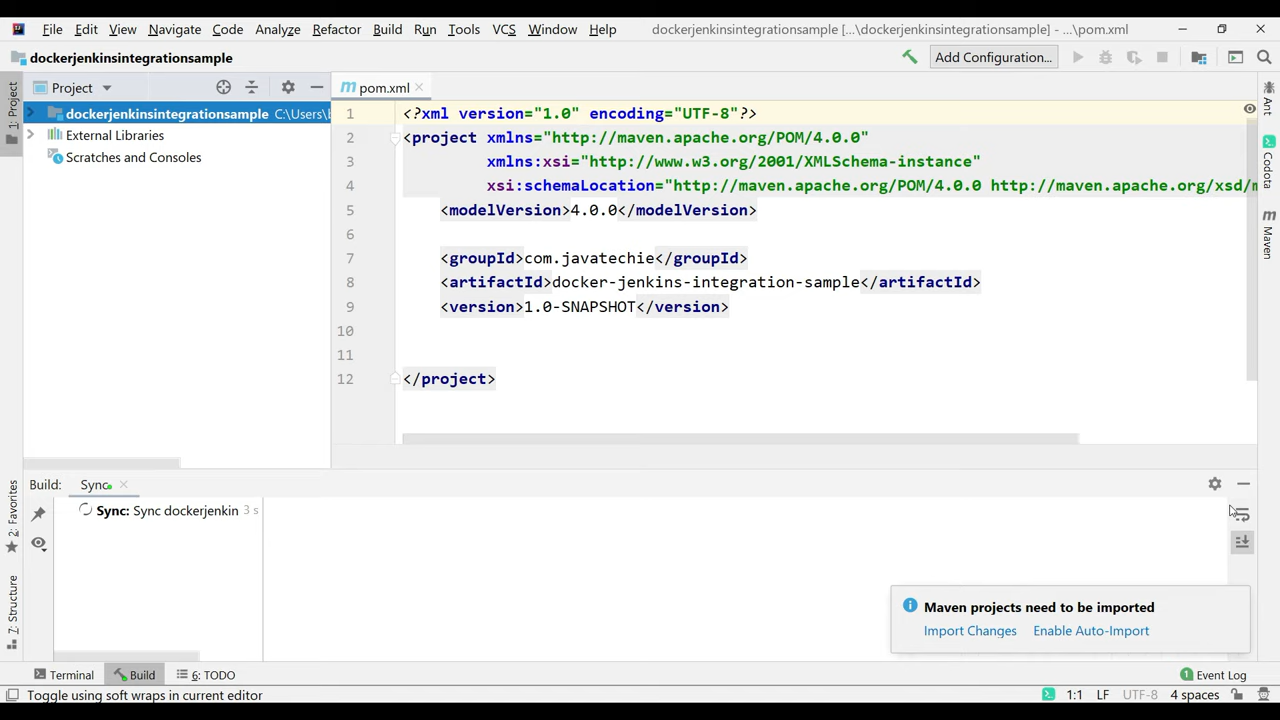 File Edit View Navigate Code Analyze Refactor Build Run Tools VCS Window Help dockerjenkinsintegrationsample [...\dockerjenkinsintegrationsample] - ...\pom.xml
dockerjenkinsintegrationsample Add Configuration...
1: Project
Project
pom.xml
dockerjenkinsintegrationsample C:\Users\
External Libraries
Scratches and Consoles
1 <?xml version="1.0" encoding="UTF-8"?>
2 <project xmlns="http://maven.apache.org/POM/4.0.0"
3 xmlns:xsi="http://www.w3.org/2001/XMLSchema-instance"
4 xsi:schemaLocation="http://maven.apache.org/POM/4.0.0 http://maven.apache.org/xsd/
5 <modelVersion>4.0.0</modelVersion>
6
7 <groupId>com.javatechie</groupId>
8 <artifactId>docker-jenkins-integration-sample</artifactId>
9 <version>1.0-SNAPSHOT</version>
10
11
12 </project>
Ant
Codota
Maven
Build: Sync
Sync: Sync dockerjenkin 3 s
2: Favorites
7: Structure
Maven projects need to be imported
Import Changes Enable Auto-Import
Terminal Build 6: TODO 1 Event Log
Toggle using soft wraps in current editor 1:1 LF UTF-8 4 spaces